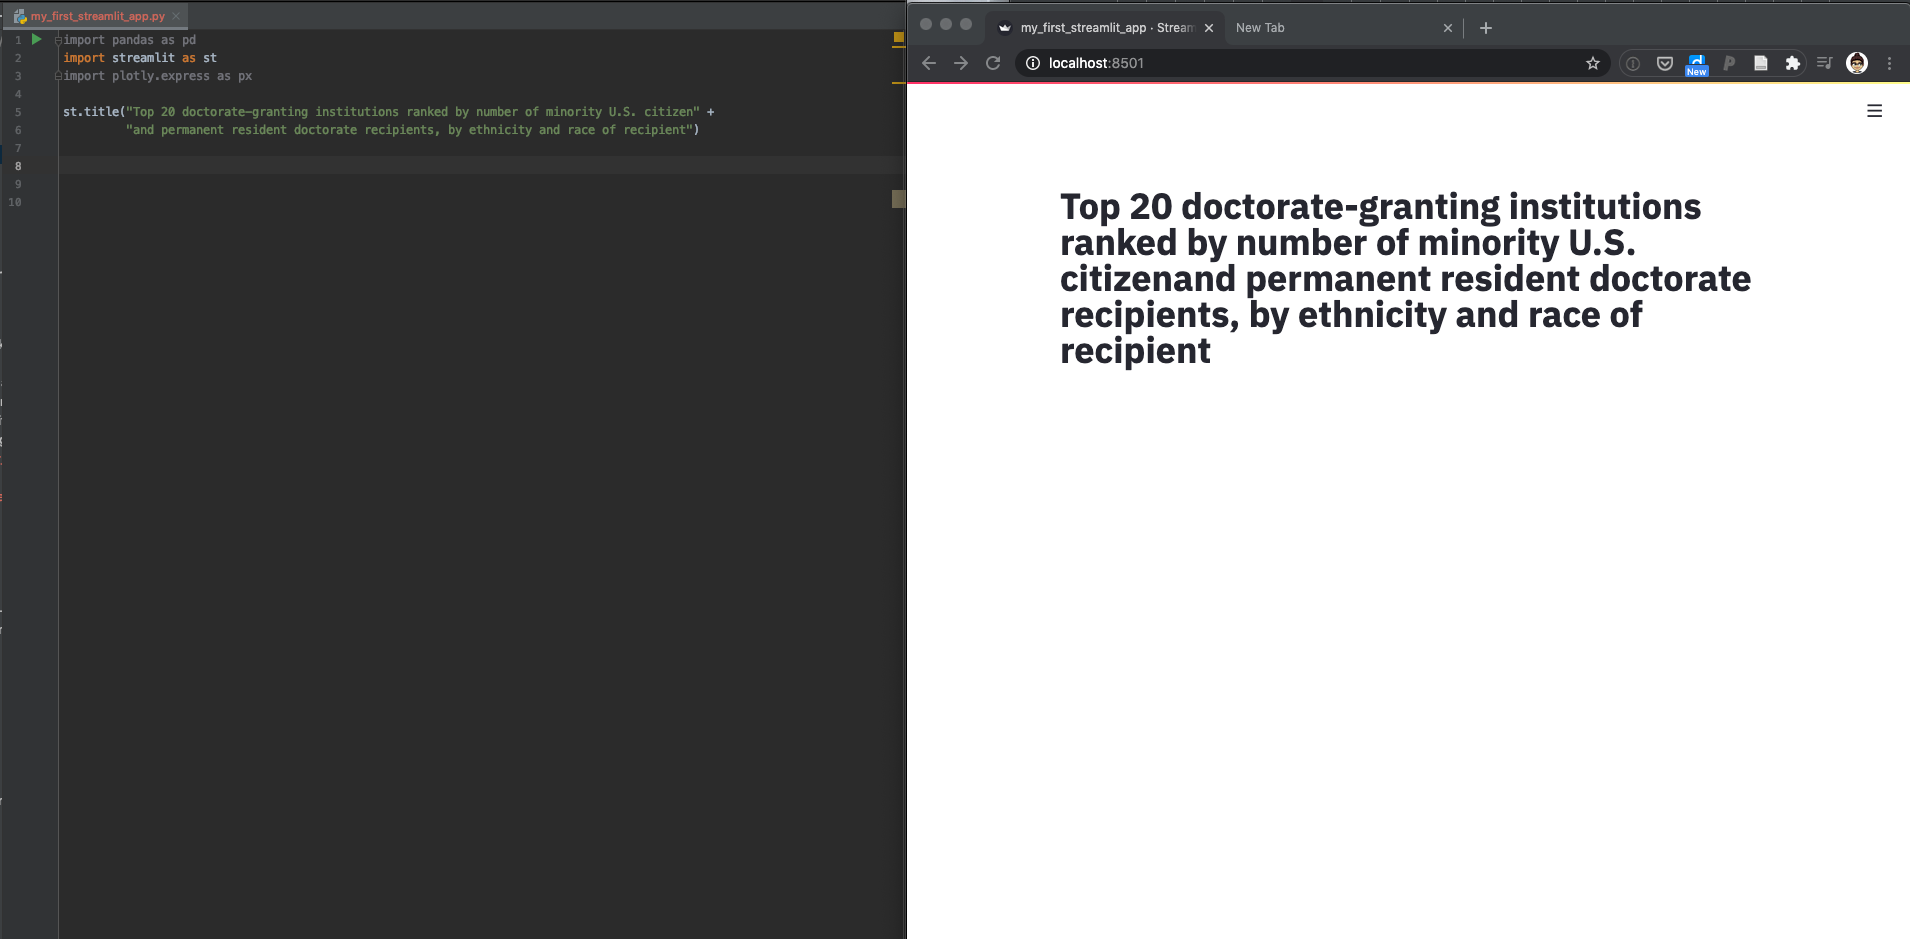 my_first_streamlit_app.py
1 import pandas as pd
2 import streamlit as st
3 import plotly.express as px
4
5 st.title("Top 20 doctorate-granting institutions ranked by number of minority U.S. citizen" +
6 "and permanent resident doctorate recipients, by ethnicity and race of recipient")
7
8
9
10
my_first_streamlit_app · Stream
New Tab
localhost:8501
New
Top 20 doctorate-granting institutions
ranked by number of minority U.S.
citizenand permanent resident doctorate
recipients, by ethnicity and race of
recipient